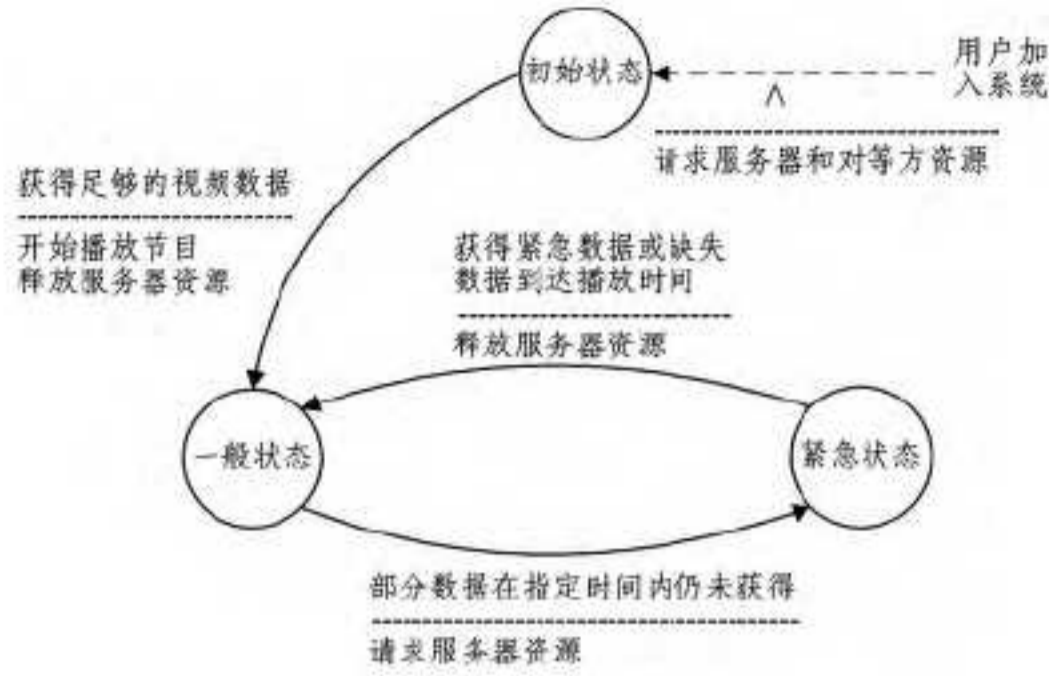 初始状态
用户加
入系统
Λ
请求服务器和对等方资源
获得足够的视频数据
开始播放节目
释放服务器资源
获得紧急数据或缺失
数据到达播放时间
释放服务器资源
一般状态
紧急状态
部分数据在指定时间内仍未获得
请求服务器资源